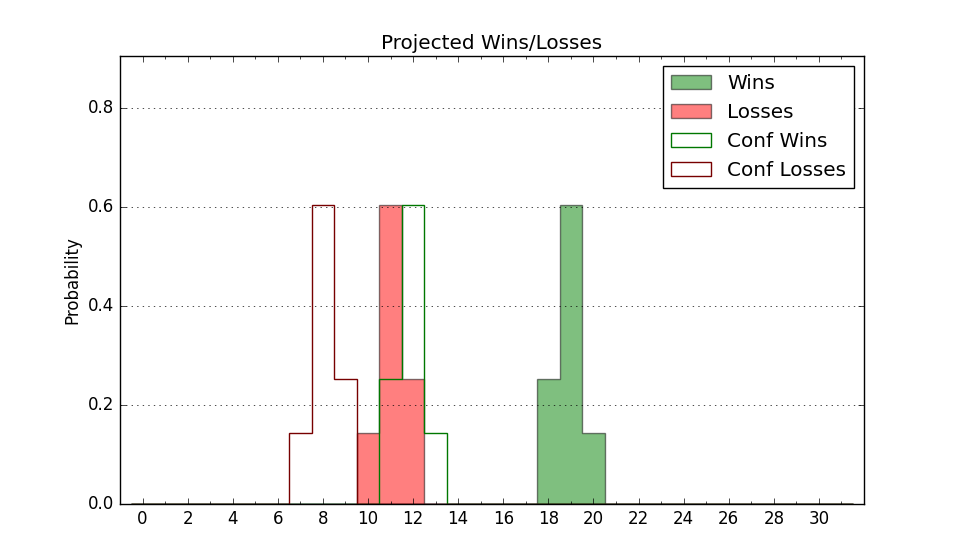 Projected Wins/Losses
Wins
Losses
Conf Wins
Conf Losses
Probability
0.8
0.6
0.4
0.2
0.0
0 2 4 6 8 10 12 14 16 18 20 22 24 26 28 30